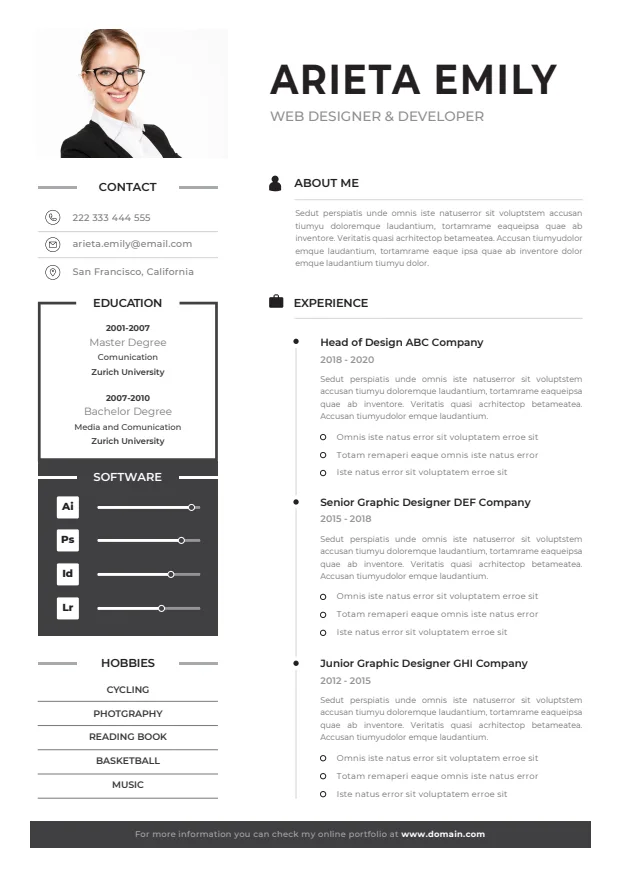 ARIETA EMILY
WEB DESIGNER & DEVELOPER
CONTACT
222 333 444 555
arieta.emily@email.com
San Francisco, California
EDUCATION
2001-2007
Master Degree
Comunication
Zurich University
2007-2010
Bachelor Degree
Media and Comunication
Zurich University
SOFTWARE
Ai
Ps
Id
Lr
HOBBIES
CYCLING
PHOTGRAPHY
READING BOOK
BASKETBALL
MUSIC
ABOUT ME
Sedut perspiatis unde omnis iste natuserror sit voluptstem accusan
tiumyu doloremque laudantium, tortamrame eaqueipsa quae ab
inventore. Veritatis quasi acrhitectop betameatea. Accusan tiumyudolor
emque laudantium, tortamrame eaque ipsa quae ab inventore dolor
emque laudantium tiumyu dolor.
EXPERIENCE
Head of Design ABC Company
2018 - 2020
Sedut perspiatis unde omnis iste natuserror sit voluptstem
accusan tiumyu doloremque laudantium, tortamrame eaqueipsa
quae ab inventore. Veritatis quasi acrhitectop betameatea.
Accusan tiumyudolor emque laudantium.
Omnis iste natus error sit voluptatem erroe sit
Totam remaperi eaque omnis iste natus error
Iste natus error sit voluptatem erroe sit
Senior Graphic Designer DEF Company
2015 - 2018
Sedut perspiatis unde omnis iste natuserror sit voluptstem
accusan tiumyu doloremque laudantium, tortamrame eaqueipsa
quae ab inventore. Veritatis quasi acrhitectop betameatea.
Accusan tiumyudolor emque laudantium.
Omnis iste natus error sit voluptatem erroe sit
Totam remaperi eaque omnis iste natus error
Iste natus error sit voluptatem erroe sit
Junior Graphic Designer GHI Company
2012 - 2015
Sedut perspiatis unde omnis iste natuserror sit voluptstem
accusan tiumyu doloremque laudantium, tortamrame eaqueipsa
quae ab inventore. Veritatis quasi acrhitectop betameatea.
Accusan tiumyudolor emque laudantium.
Omnis iste natus error sit voluptatem erroe sit
Totam remaperi eaque omnis iste natus error
Iste natus error sit voluptatem erroe sit
For more information you can check my online portfolio at www.domain.com